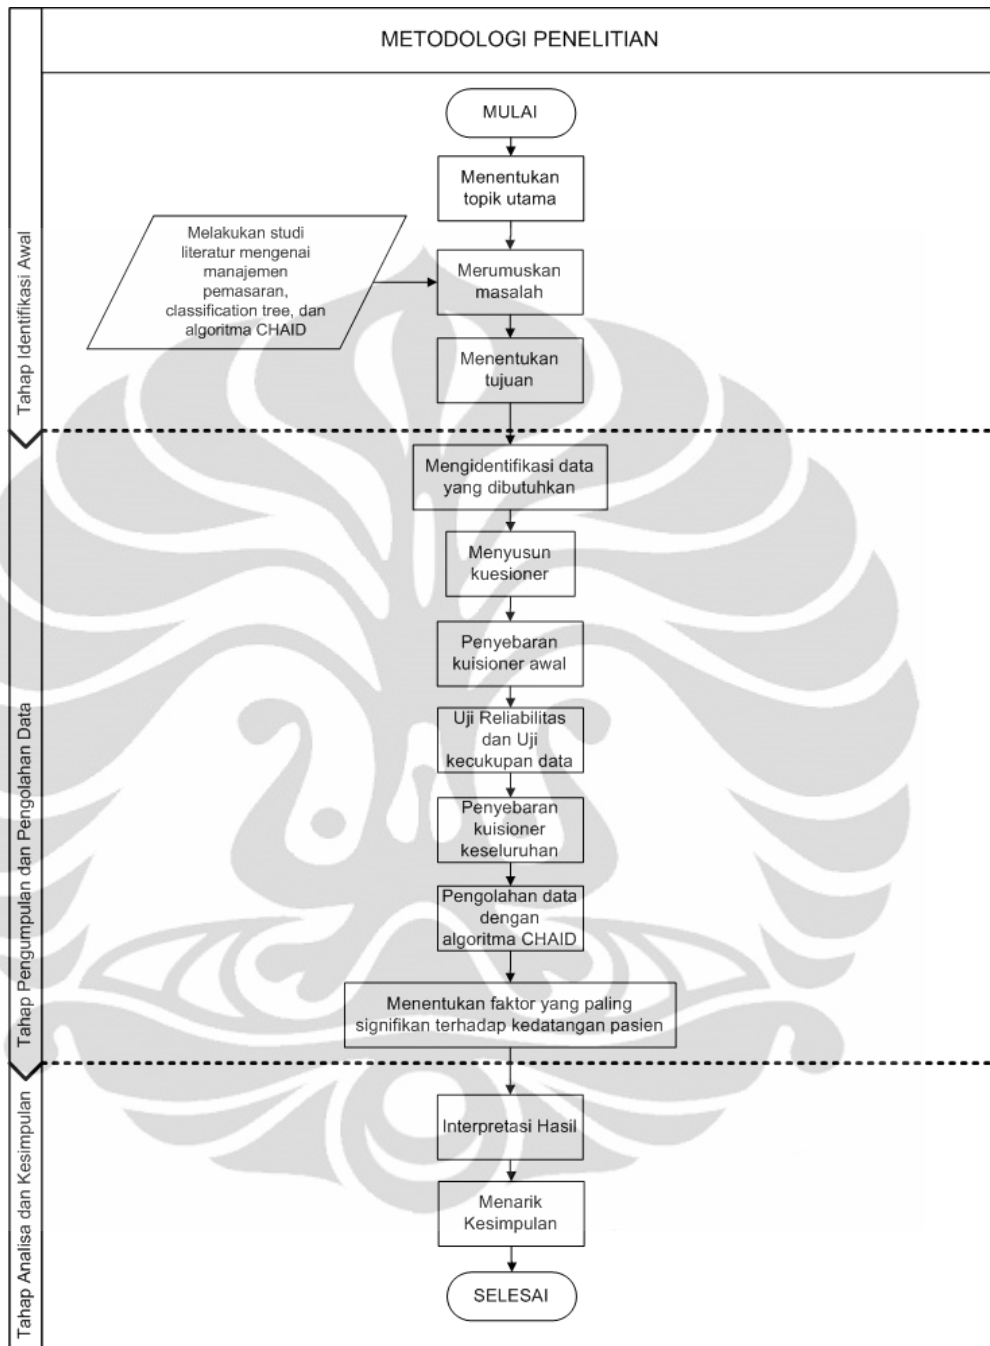 METODOLOGI PENELITIAN
Tahap Identifikasi Awal
MULAI
Menentukan
topik utama
Melakukan studi
literatur mengenai
manajemen
pemasaran,
classification tree, dan
algoritma CHAID
Merumuskan
masalah
Menentukan
tujuan
Tahap Pengumpulan dan Pengolahan Data
Mengidentifikasi data
yang dibutuhkan
Menyusun
kuesioner
Penyebaran
kuisioner awal
Uji Reliabilitas
dan Uji
kecukupan data
Penyebaran
kuisioner
keseluruhan
Pengolahan data
dengan
algoritma CHAID
Menentukan faktor yang paling
signifikan terhadap kedatangan pasien
Tahap Analisa dan Kesimpulan
Interpretasi Hasil
Menarik
Kesimpulan
SELESAI